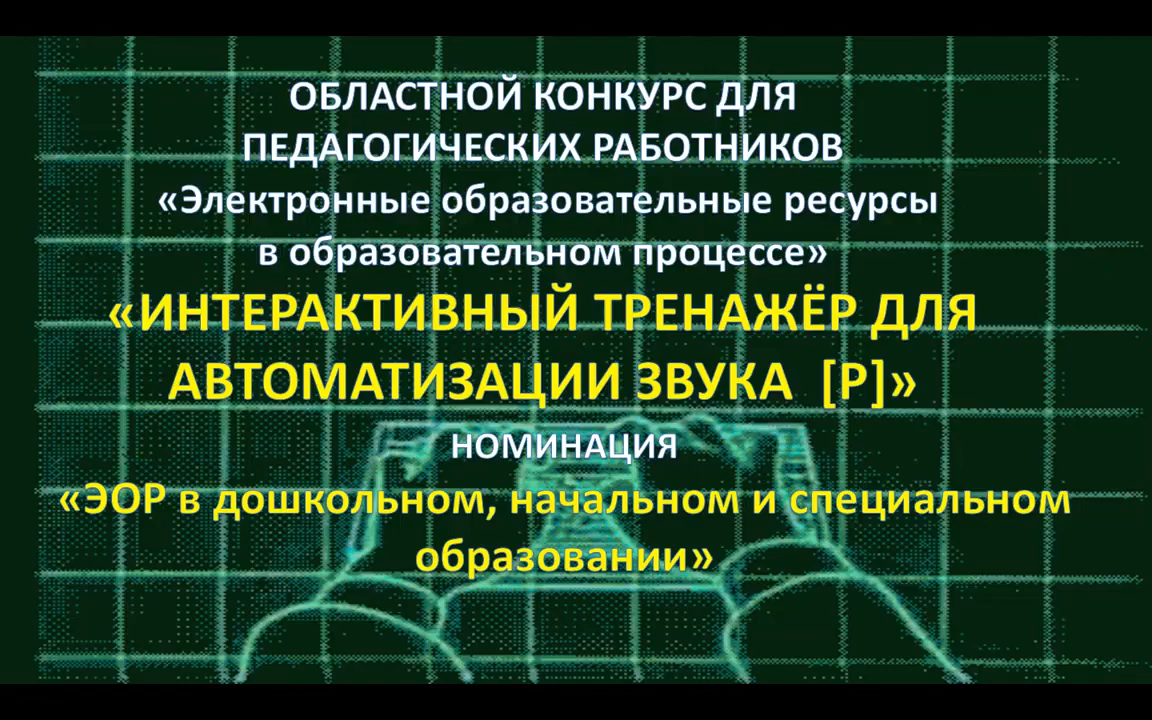 ОБЛАСТНОЙ КОНКУРС ДЛЯ
ПЕДАГОГИЧЕСКИХ РАБОТНИКОВ
«Электронные образовательные ресурсы
в образовательном процессе»
«ИНТЕРАКТИВНЫЙ ТРЕНАЖЁР ДЛЯ
АВТОМАТИЗАЦИИ ЗВУКА [Р]»
НОМИНАЦИЯ
«ЭОР в дошкольном, начальном и специальном
образовании»